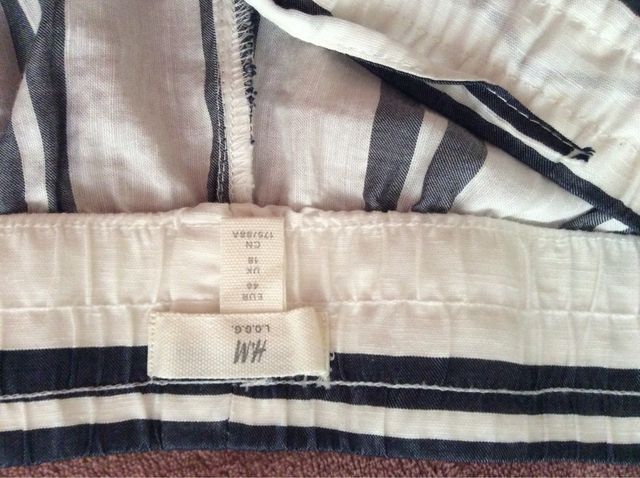 H&M
L.O.G.G.
EUR 46
UK 18
CN
175/88A